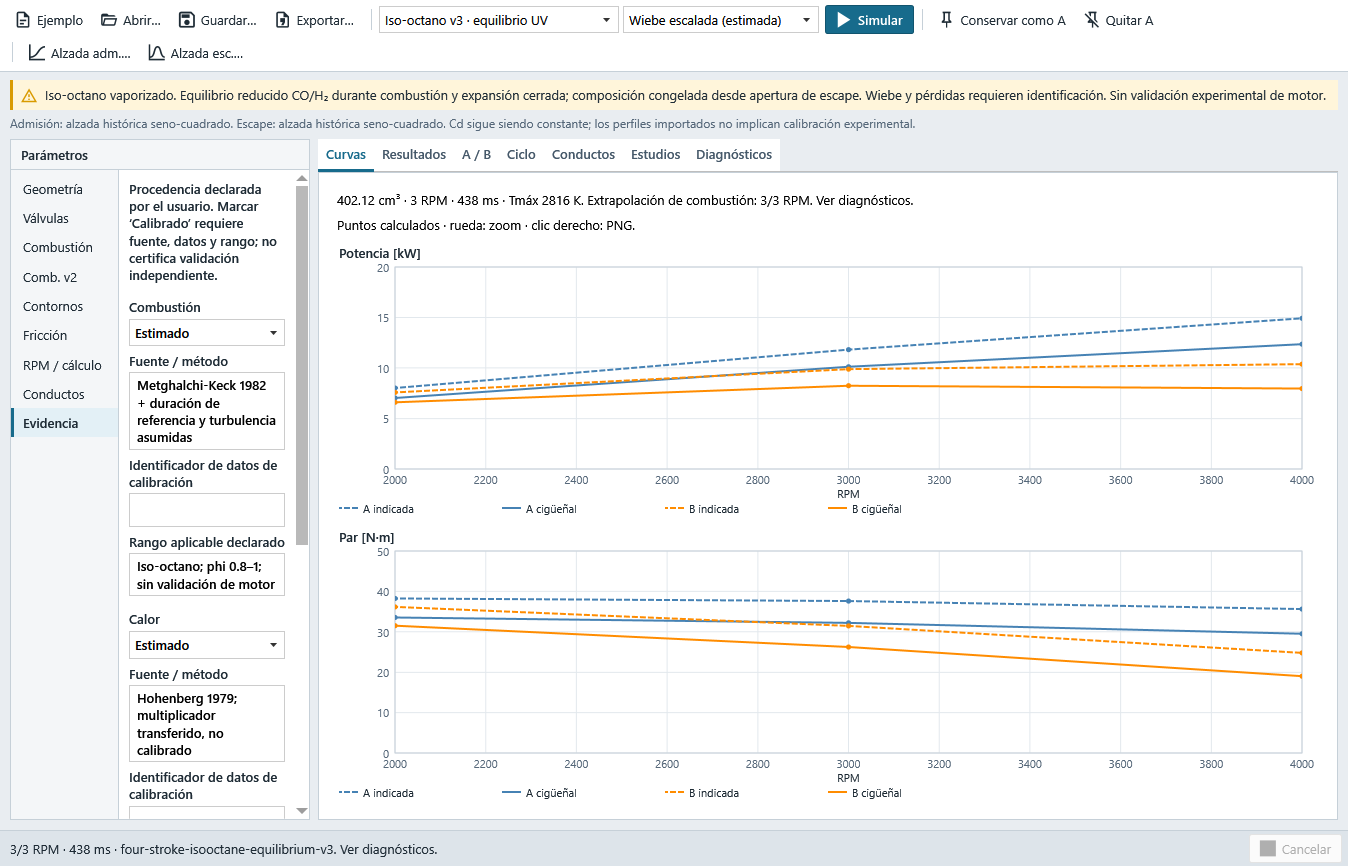 Ejemplo Abrir... Guardar... Exportar... Iso-octano v3 · equilibrio UV Wiebe escalada (estimada) Simular Conservar como A Quitar A
Alzada adm.... Alzada esc....
Iso-octano vaporizado. Equilibrio reducido CO/H₂ durante combustión y expansión cerrada; composición congelada desde apertura de escape. Wiebe y pérdidas requieren identificación. Sin validación experimental de motor.
Admisión: alzada histórica seno-cuadrado. Escape: alzada histórica seno-cuadrado. Cd sigue siendo constante; los perfiles importados no implican calibración experimental.
Parámetros
Geometría
Válvulas
Combustión
Comb. v2
Contornos
Fricción
RPM / cálculo
Conductos
Evidencia
Procedencia declarada
por el usuario. Marcar
‘Calibrado’ requiere
fuente, datos y rango; no
certifica validación
independiente.
Combustión
Estimado
Fuente / método
Metghalchi-Keck 1982
+ duración de
referencia y turbulencia
asumidas
Identificador de datos de
calibración
Rango aplicable declarado
Iso-octano; phi 0.8–1;
sin validación de motor
Calor
Estimado
Fuente / método
Hohenberg 1979;
multiplicador
transferido, no
calibrado
Identificador de datos de
calibración
Curvas Resultados A / B Ciclo Conductos Estudios Diagnósticos
402.12 cm³ · 3 RPM · 438 ms · Tmáx 2816 K. Extrapolación de combustión: 3/3 RPM. Ver diagnósticos.
Puntos calculados · rueda: zoom · clic derecho: PNG.
Potencia [kW]
20
15
10
5
0
2000 2200 2400 2600 2800 3000 3200 3400 3600 3800 4000
RPM
A indicada A cigüeñal B indicada B cigüeñal
Par [N·m]
50
40
30
20
10
0
2000 2200 2400 2600 2800 3000 3200 3400 3600 3800 4000
RPM
A indicada A cigüeñal B indicada B cigüeñal
3/3 RPM · 438 ms · four-stroke-isooctane-equilibrium-v3. Ver diagnósticos.
Cancelar